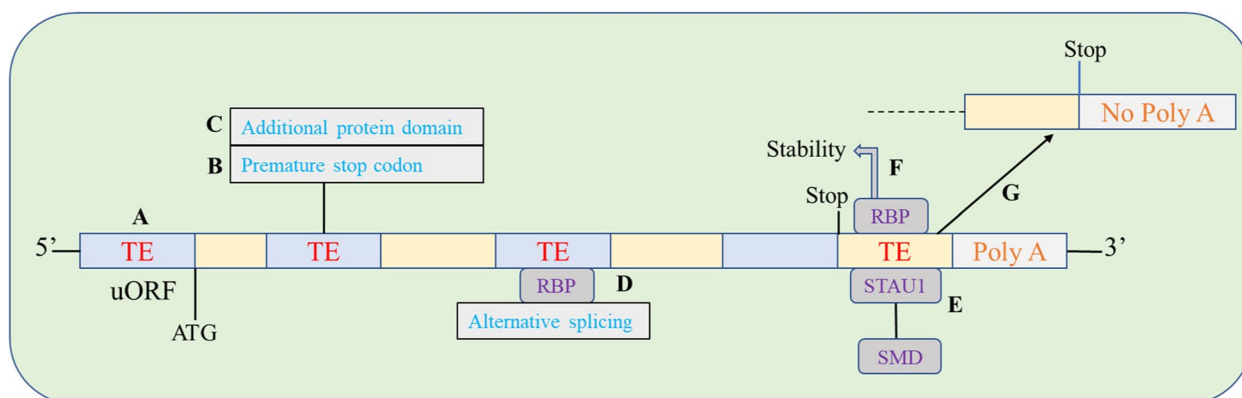 Stop
No Poly A
C Additional protein domain
B Premature stop codon
Stability
F
Stop
RBP
G
A
5’ TE TE TE TE Poly A 3’
uORF
RBP D
STAU1 E
ATG
Alternative splicing
SMD